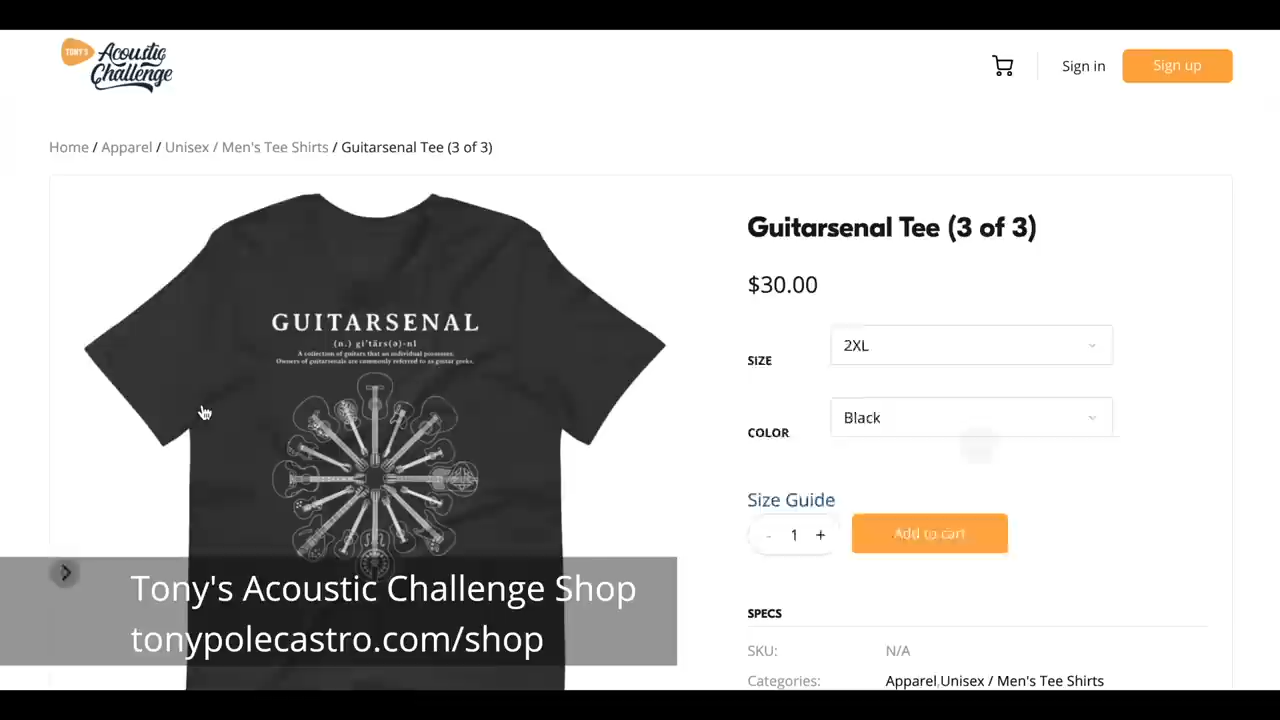 TONY'S
Acoustic
Challenge
Sign in
Sign up
Home / Apparel / Unisex / Men's Tee Shirts / Guitarsenal Tee (3 of 3)
GUITARSENAL
(n.) gi'tärs(ə)-nl
A collection of guitars that an individual possesses.
Owners of guitarsenals are commonly referred to as guitar geeks.
Guitarsenal Tee (3 of 3)
$30.00
SIZE
2XL
COLOR
Black
Size Guide
- 1 +
Add to cart
SPECS
SKU: N/A
Categories: Apparel,Unisex / Men's Tee Shirts
Tony's Acoustic Challenge Shop
tonypolecastro.com/shop